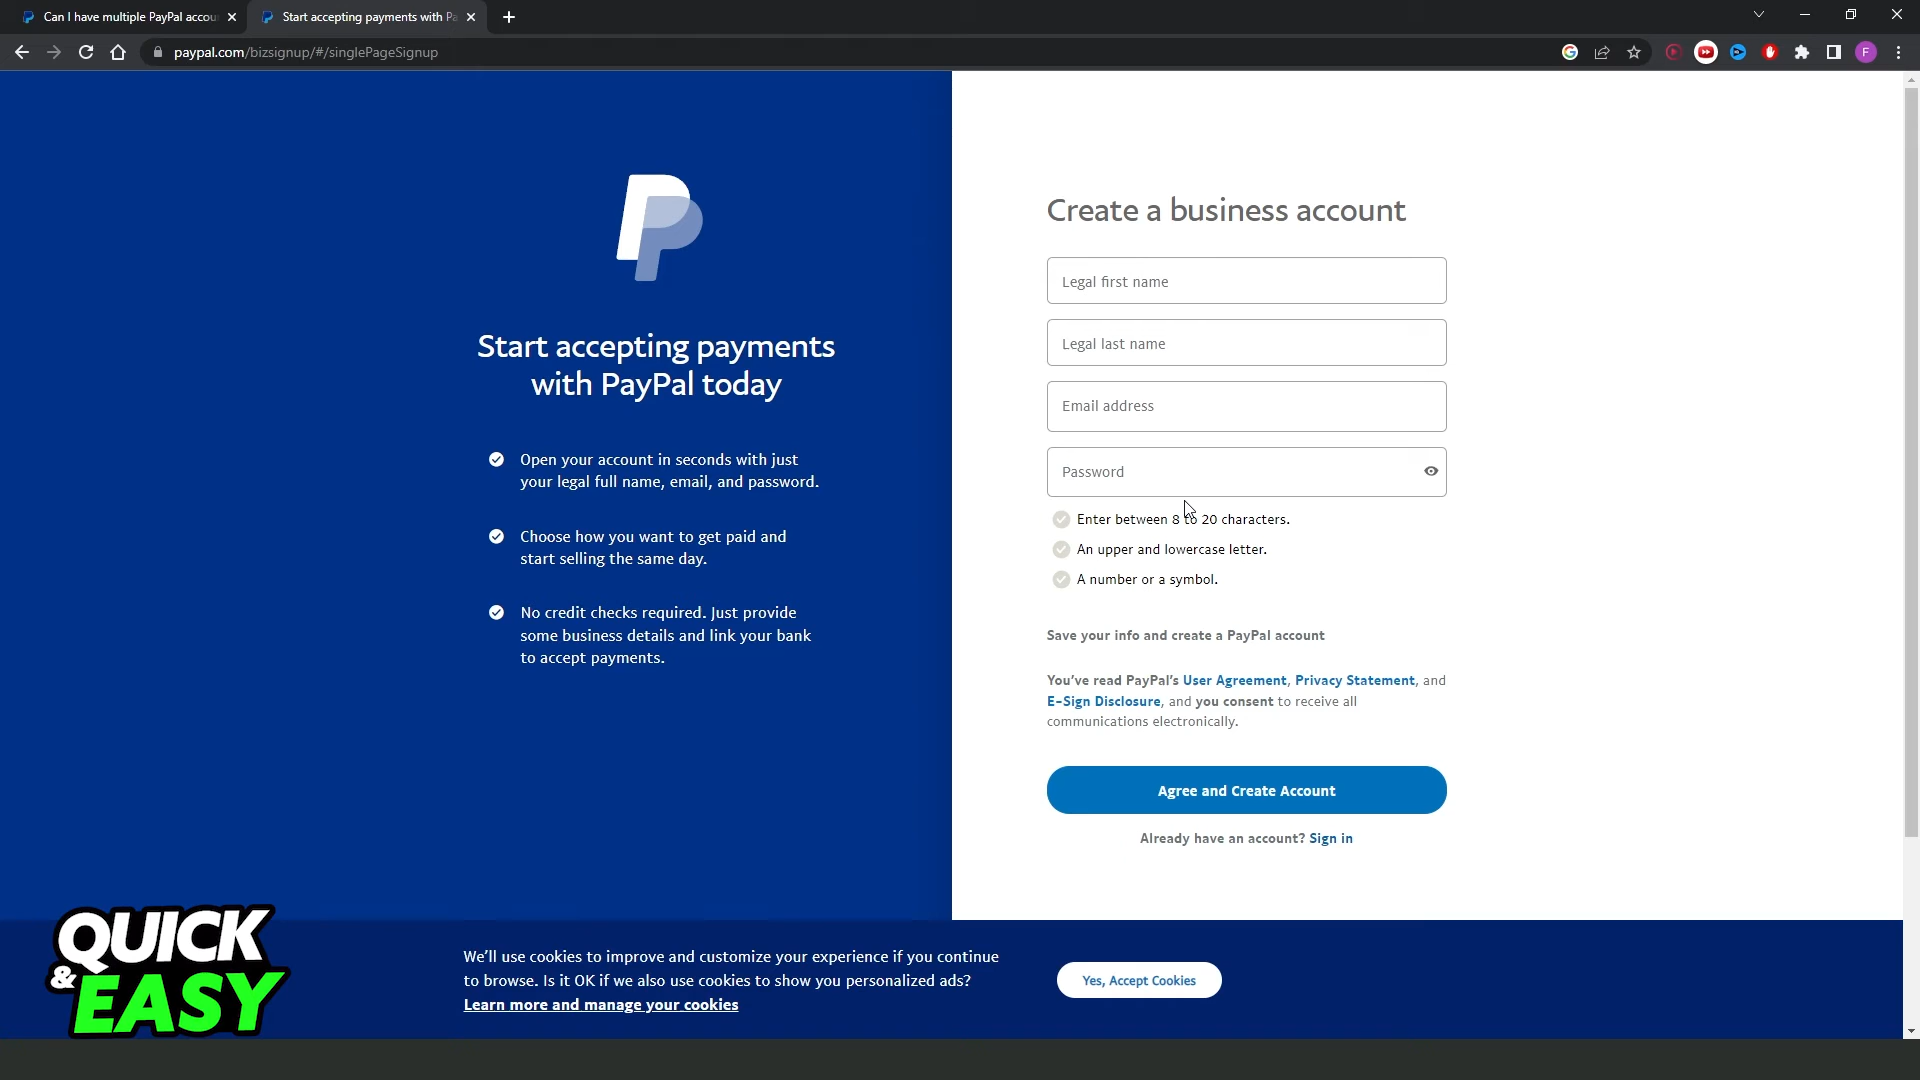 Can I have multiple PayPal accou
Start accepting payments with Pa
paypal.com/bizsignup/#/singlePageSignup
F
Start accepting payments
with PayPal today
Open your account in seconds with just
your legal full name, email, and password.
Choose how you want to get paid and
start selling the same day.
No credit checks required. Just provide
some business details and link your bank
to accept payments.
Create a business account
Legal first name
Legal last name
Email address
Password
Enter between 8 to 20 characters.
An upper and lowercase letter.
A number or a symbol.
Save your info and create a PayPal account
You've read PayPal's User Agreement, Privacy Statement, and
E-Sign Disclosure, and you consent to receive all
communications electronically.
Agree and Create Account
Already have an account? Sign in
QUICK
& EASY
We'll use cookies to improve and customize your experience if you continue
to browse. Is it OK if we also use cookies to show you personalized ads?
Learn more and manage your cookies
Yes, Accept Cookies